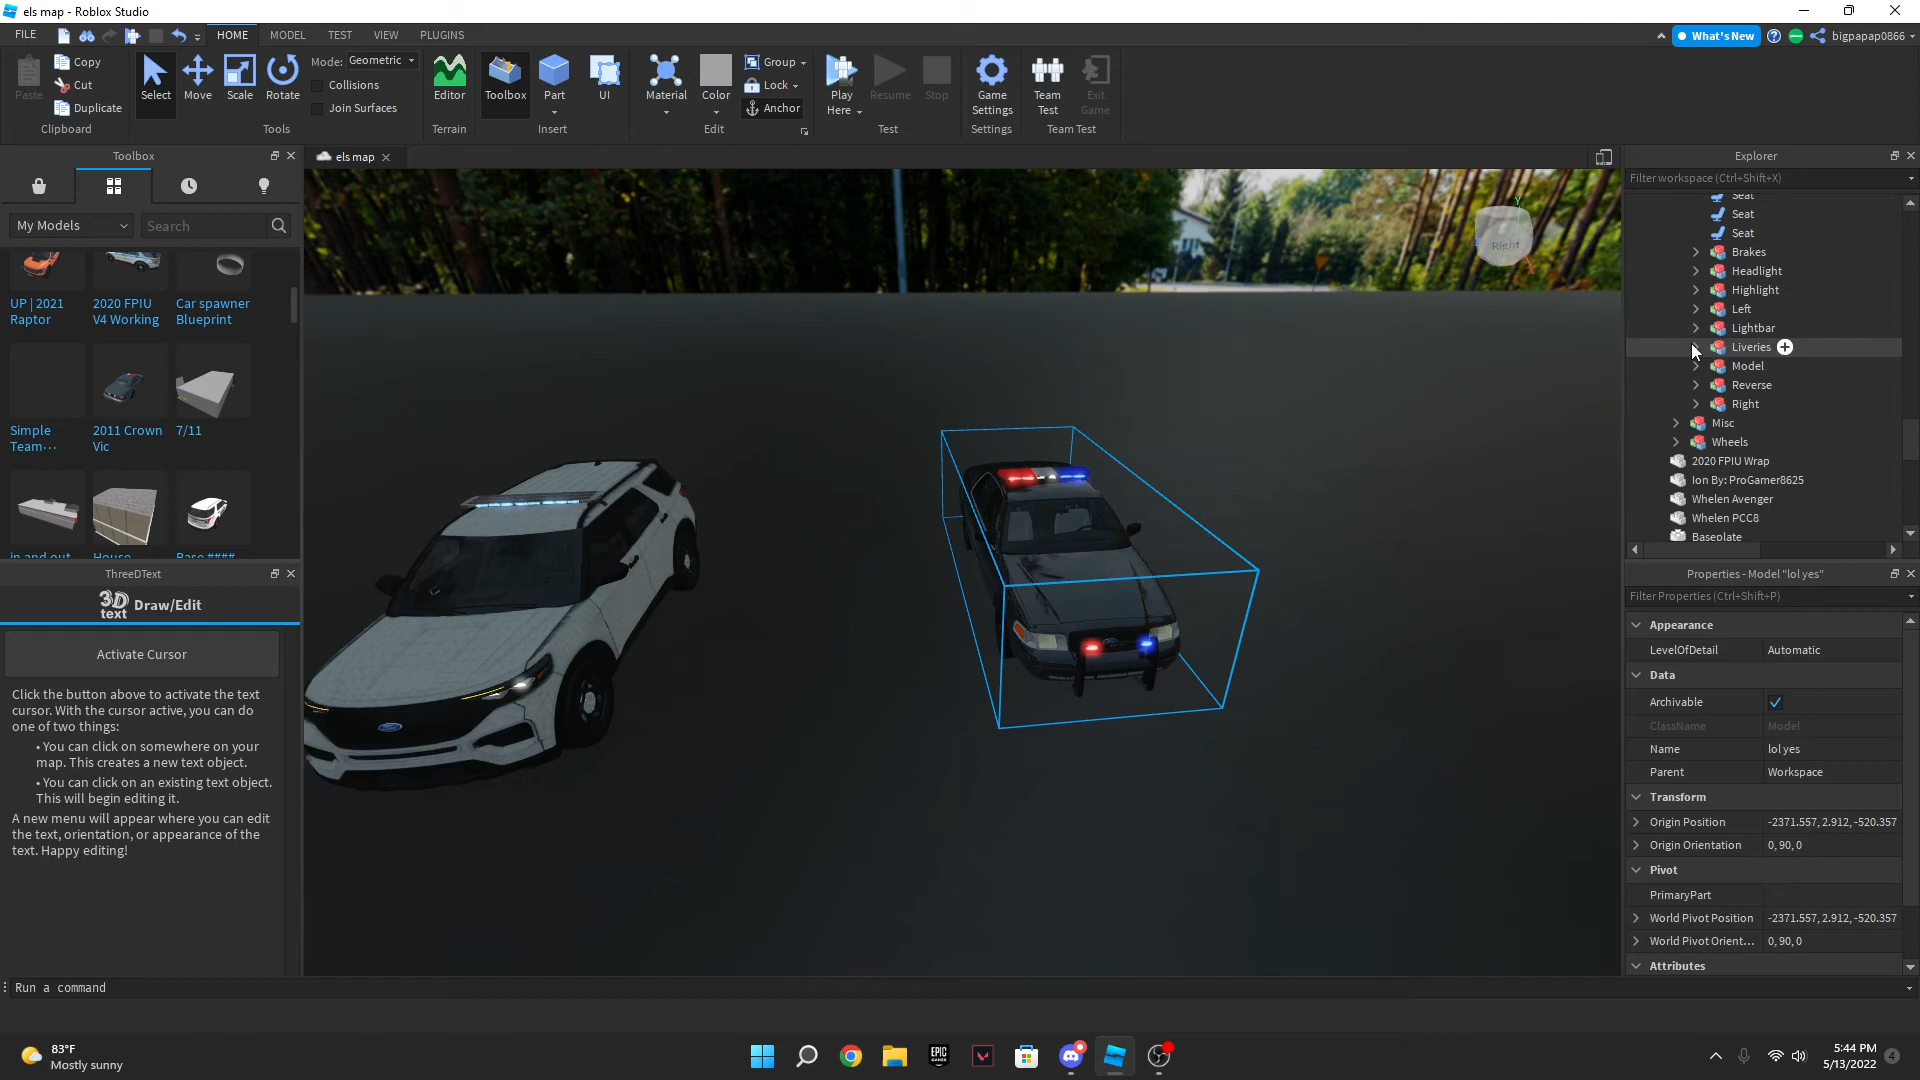 els map - Roblox Studio
FILE
HOME
MODEL
TEST
VIEW
PLUGINS
What's New
bigpapap0866
Paste
Copy
Cut
Duplicate
Clipboard
Select
Move
Scale
Rotate
Mode: Geometric
Collisions
Join Surfaces
Tools
Editor
Terrain
Toolbox
Part
UI
Insert
Material
Color
Group
Lock
Anchor
Edit
Play
Here
Resume
Stop
Test
Game
Settings
Settings
Team
Test
Exit
Game
Team Test
Toolbox
My Models
Search
UP | 2021
Raptor
2020 FPIU
V4 Working
Car spawner
Blueprint
Simple
Team···
2011 Crown
Vic
7/11
in and out
House
Base ####
ThreeDText
3D
text
Draw/Edit
Activate Cursor
Click the button above to activate the text
cursor. With the cursor active, you can do
one of two things:
• You can click on somewhere on your
map. This creates a new text object.
• You can click on an existing text object.
This will begin editing it.
A new menu will appear where you can edit
the text, orientation, or appearance of the
text. Happy editing!
els map
Y
Right
Explorer
Filter workspace (Ctrl+Shift+X)
Seat
Seat
Seat
Brakes
Headlight
Highlight
Left
Lightbar
Liveries
Model
Reverse
Right
Misc
Wheels
2020 FPIU Wrap
Ion By: ProGamer8625
Whelen Avenger
Whelen PCC8
Baseplate
Properties - Model "lol yes"
Filter Properties (Ctrl+Shift+P)
Appearance
LevelOfDetail Automatic
Data
Archivable
ClassName Model
Name lol yes
Parent Workspace
Transform
Origin Position -2371.557, 2.912, -520.357
Origin Orientation 0, 90, 0
Pivot
PrimaryPart
World Pivot Position -2371.557, 2.912, -520.357
World Pivot Orient... 0, 90, 0
Attributes
Run a command
83°F
Mostly sunny
EPIC
GAMES
5:44 PM
5/13/2022
4